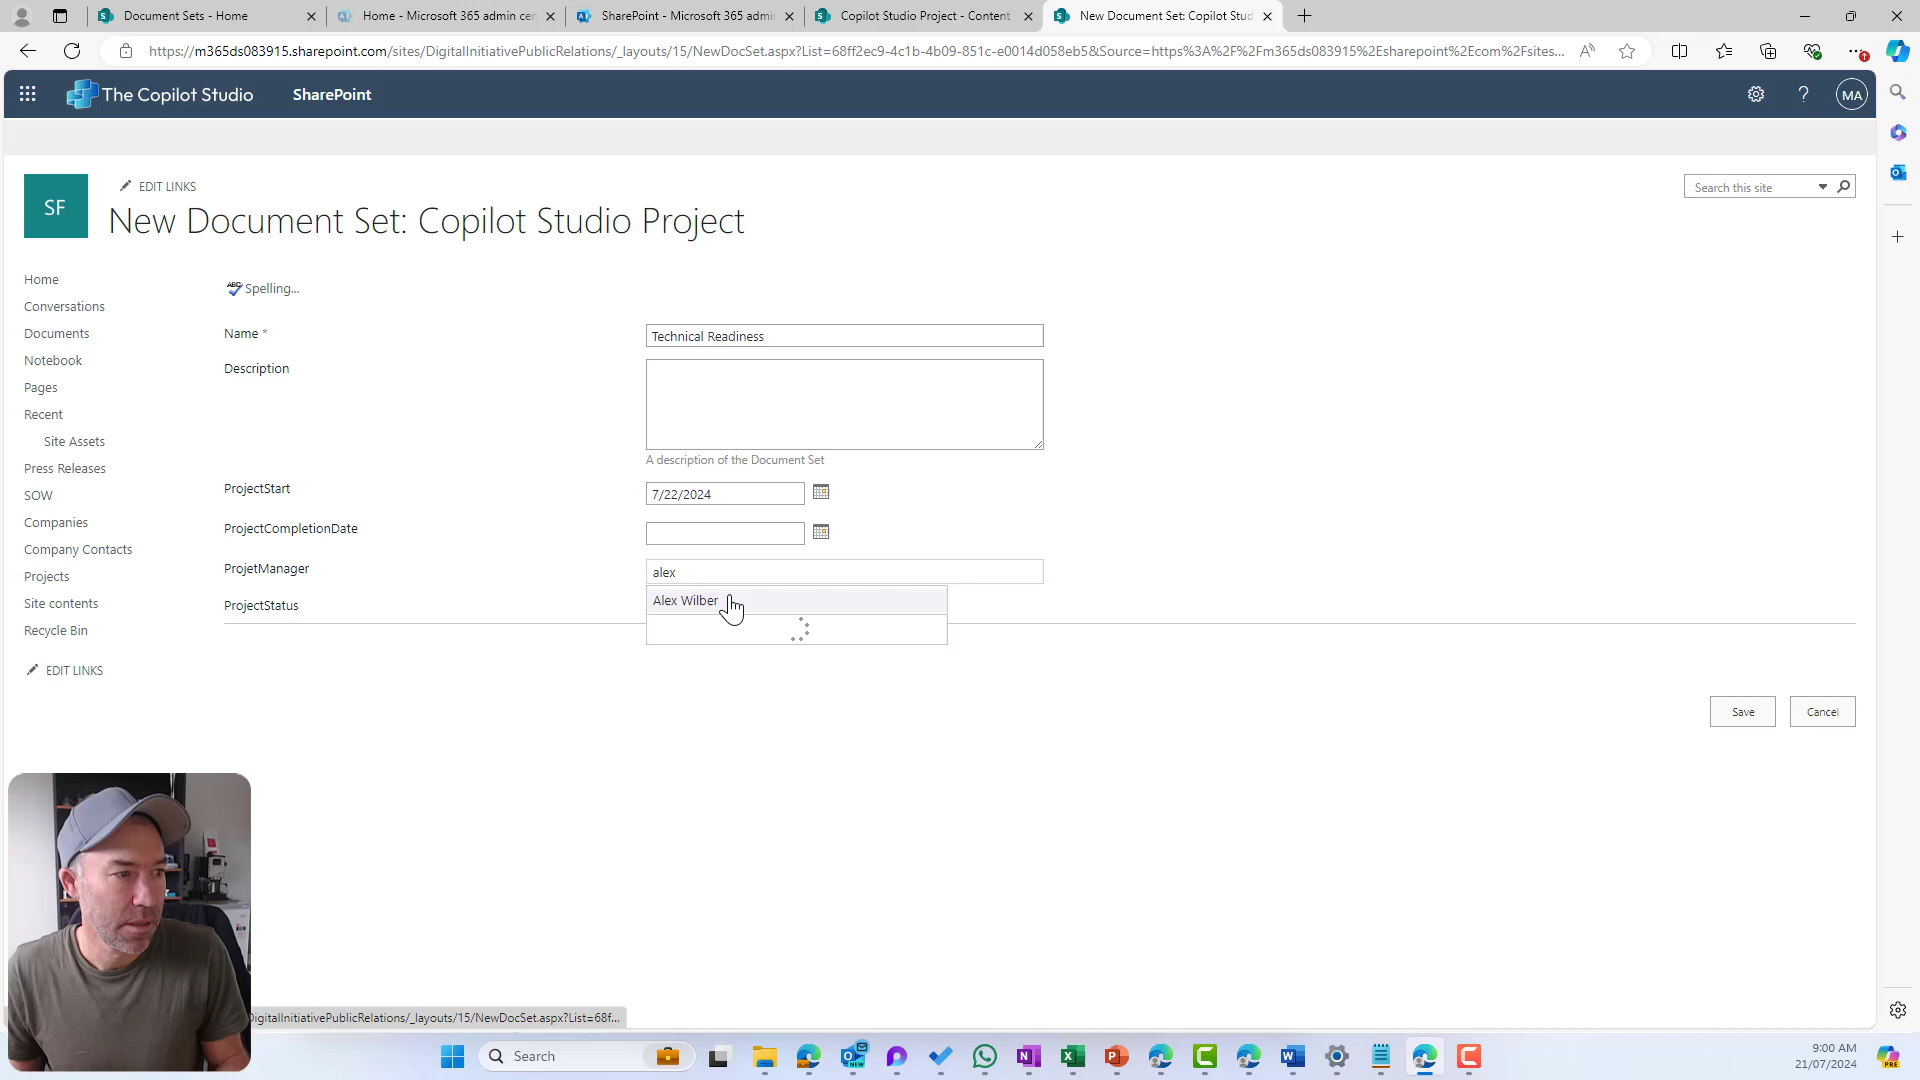 Document Sets - Home
Home - Microsoft 365 admin cen
SharePoint - Microsoft 365 admi
Copilot Studio Project - Content
New Document Set: Copilot Stud
https://m365ds083915.sharepoint.com/sites/DigitalInitiativePublicRelations/_layouts/15/NewDocSet.aspx?List=68ff2ec9-4c1b-4b09-851c-e0014d058eb5&Source=https%3A%2F%2Fm365ds083915%2Esharepoint%2Ecom%2Fsites...
The Copilot Studio
SharePoint
MA
SF
EDIT LINKS
Search this site
New Document Set: Copilot Studio Project
Home
Conversations
Documents
Notebook
Pages
Recent
Site Assets
Press Releases
SOW
Companies
Company Contacts
Projects
Site contents
Recycle Bin
EDIT LINKS
ABC Spelling...
Name *
Technical Readiness
Description
A description of the Document Set
ProjectStart
7/22/2024
ProjectCompletionDate
ProjetManager
alex
Alex Wilber
ProjectStatus
Save
Cancel
DigitalInitiativePublicRelations/_layouts/15/NewDocSet.aspx?List=68f...
Search
NEW
9:00 AM
21/07/2024
PRE